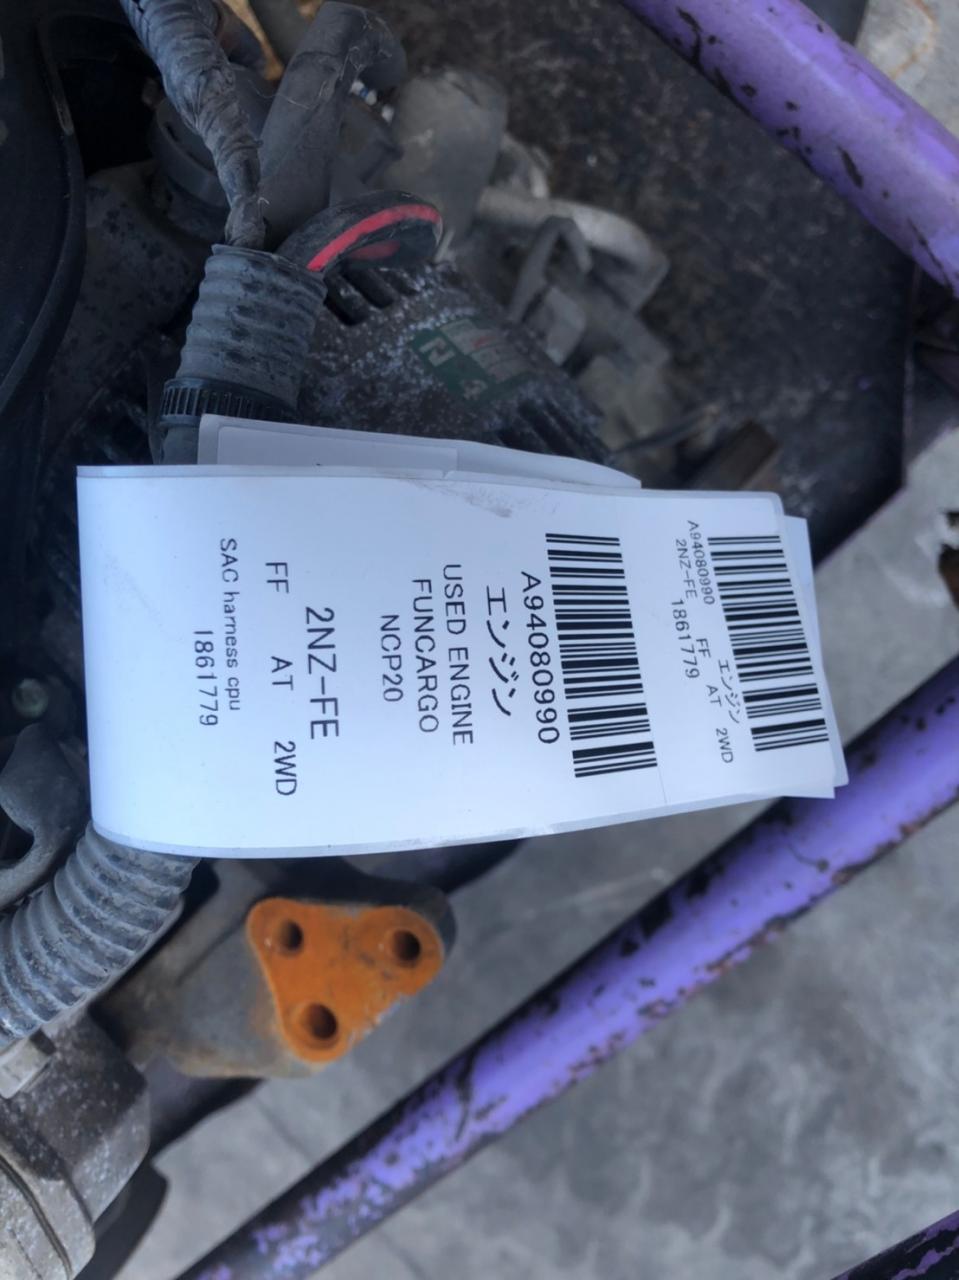 A94080990
エンジン
2NZ-FE FF AT 2WD
1861779
A94080990
エンジン
USED ENGINE
FUNCARGO
NCP20
2NZ-FE
FF AT 2WD
SAC harness cpu
1861779